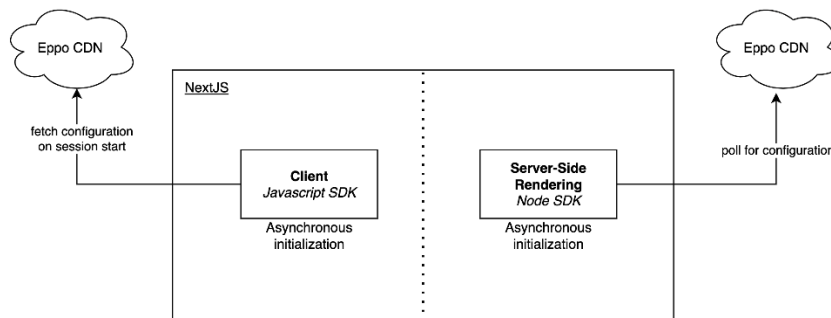 Eppo CDN
Eppo CDN
NextJS
fetch configuration
on session start
poll for configuration
Client
Javascript SDK
Server-Side
Rendering
Node SDK
Asynchronous
initialization
Asynchronous
initialization